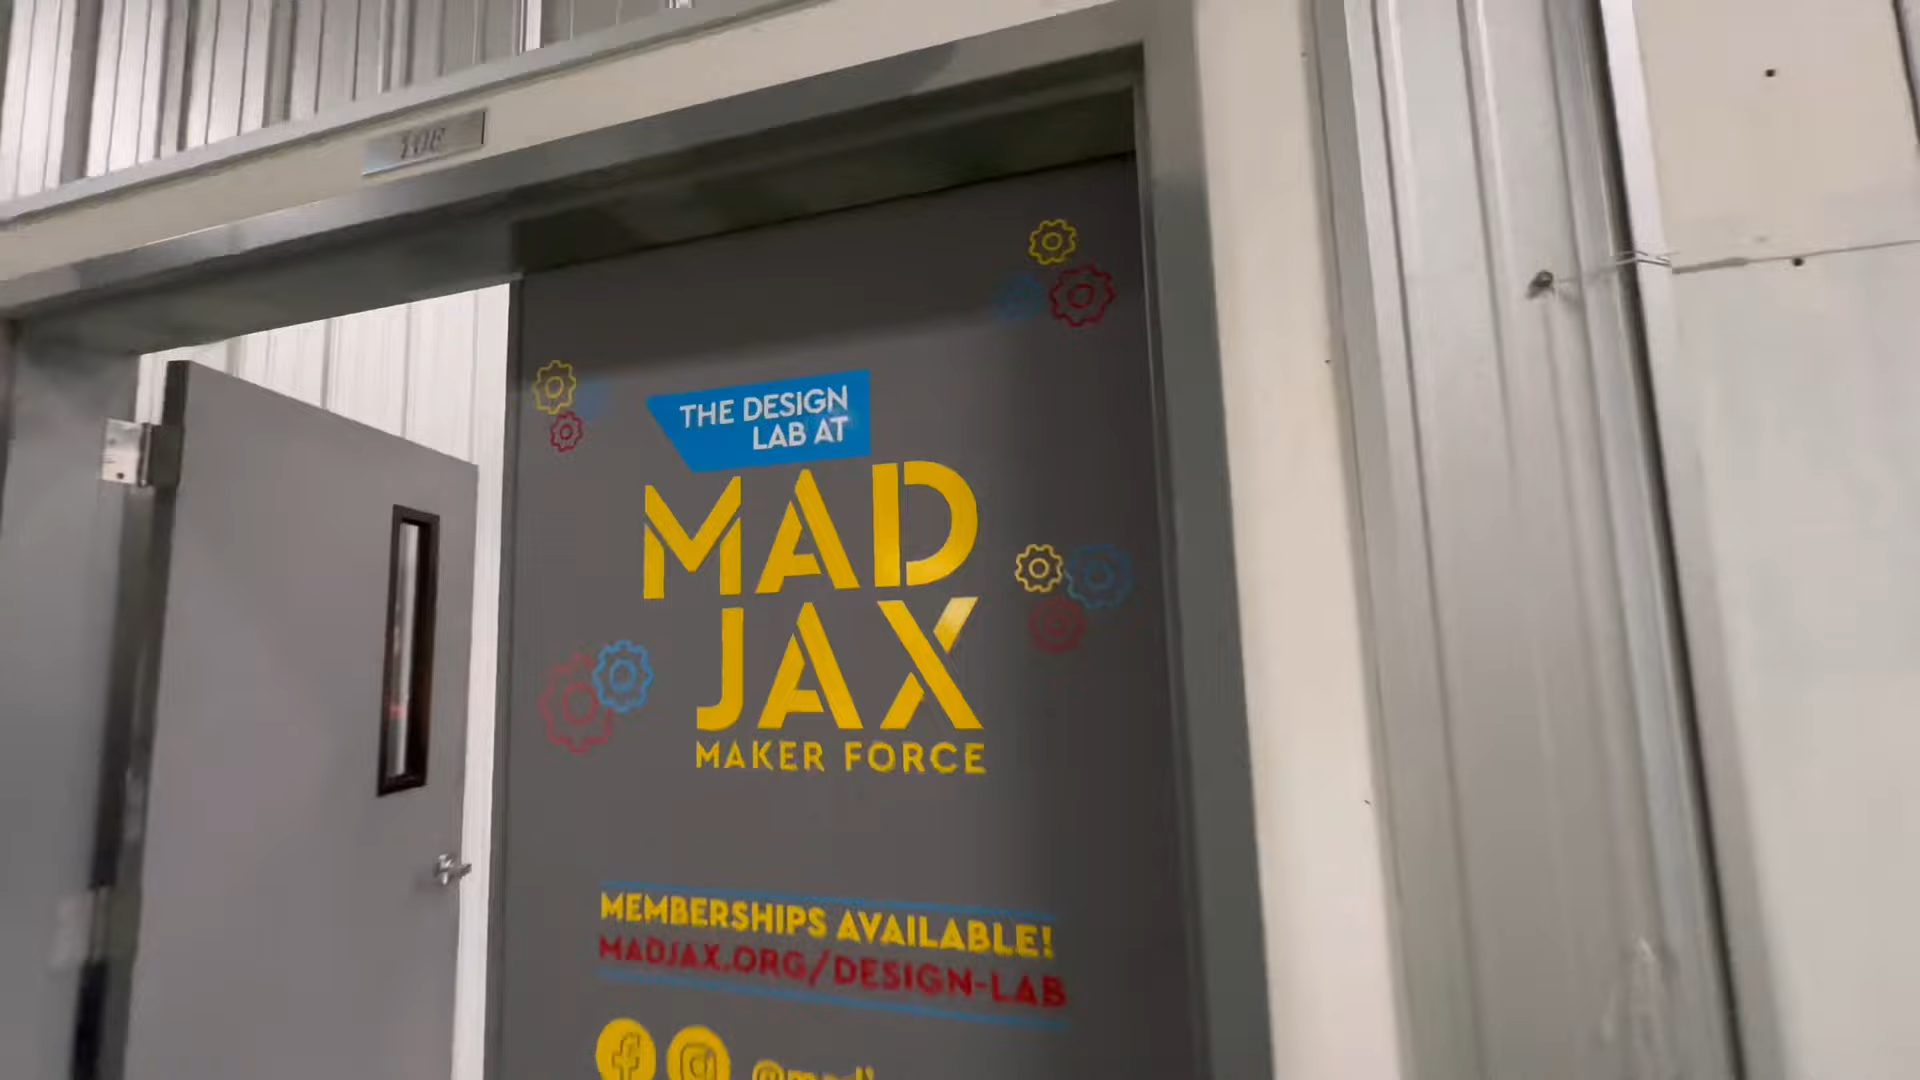 THE DESIGN
LAB AT
MAD
JAX
MAKER FORCE
MEMBERSHIPS AVAILABLE!
MADJAX.ORG/DESIGN-LAB